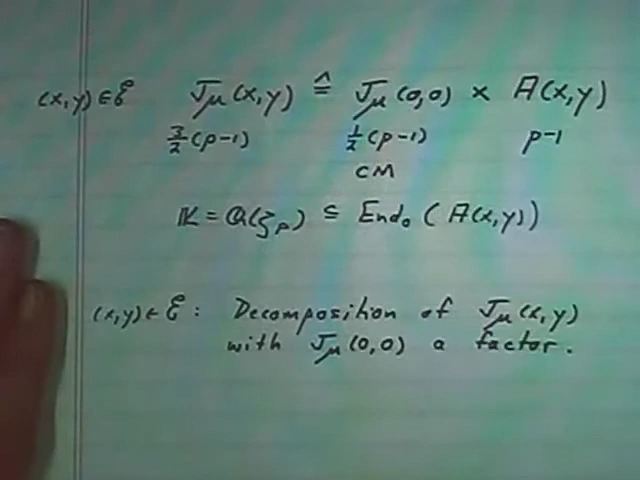 (x,y) ∈ ℰ J_μ(x,y) ≙ J_μ(0,0) × A(x,y)
3/2(p-1) 1/2(p-1) p-1
CM
𝕂 = Q(ζ_p) ⊆ End₀(A(x,y))
(x,y) ∈ ℰ: Decomposition of J_μ(x,y)
with J_μ(0,0) a factor.